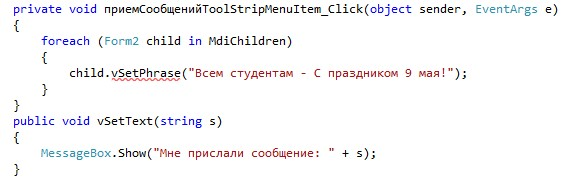 private void приемСообщенийToolStripMenuItem_Click(object sender, EventArgs e)
{
foreach (Form2 child in MdiChildren)
{
child.vSetPhrase("Всем студентам - С праздником 9 мая!");
}
}
public void vSetText(string s)
{
MessageBox.Show("Мне прислали сообщение: " + s);
}